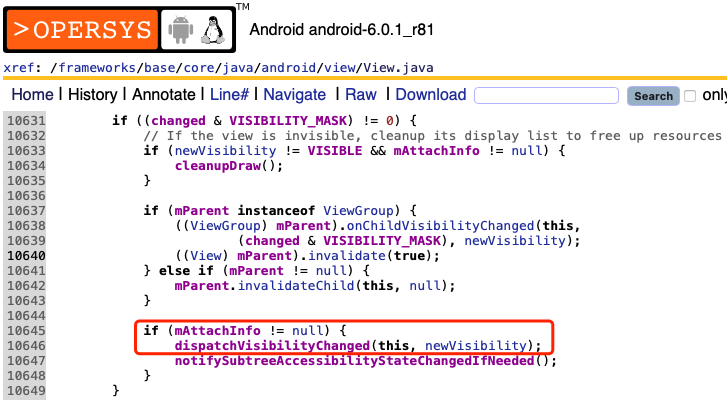 >OPERSYS
TM
Android android-6.0.1_r81
xref: /frameworks/base/core/java/android/view/View.java
Home | History | Annotate | Line# | Navigate | Raw | Download Search only
10631         if ((changed & VISIBILITY_MASK) != 0) {
10632             // If the view is invisible, cleanup its display list to free up resources
10633             if (newVisibility != VISIBLE && mAttachInfo != null) {
10634                 cleanupDraw();
10635             }
10636
10637             if (mParent instanceof ViewGroup) {
10638                 ((ViewGroup) mParent).onChildVisibilityChanged(this,
10639                         (changed & VISIBILITY_MASK), newVisibility);
10640                 ((View) mParent).invalidate(true);
10641             } else if (mParent != null) {
10642                 mParent.invalidateChild(this, null);
10643             }
10644
10645             if (mAttachInfo != null) {
10646                 dispatchVisibilityChanged(this, newVisibility);
10647                 notifySubtreeAccessibilityStateChangedIfNeeded();
10648             }
10649         }